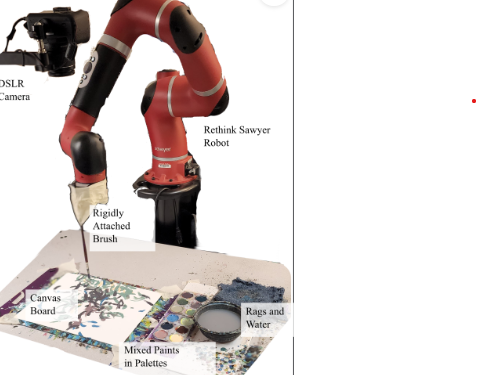 DSLR
Camera
Rethink Sawyer
Robot
Rigidly
Attached
Brush
Canvas
Board
Rags and
Water
Mixed Paints
in Palettes